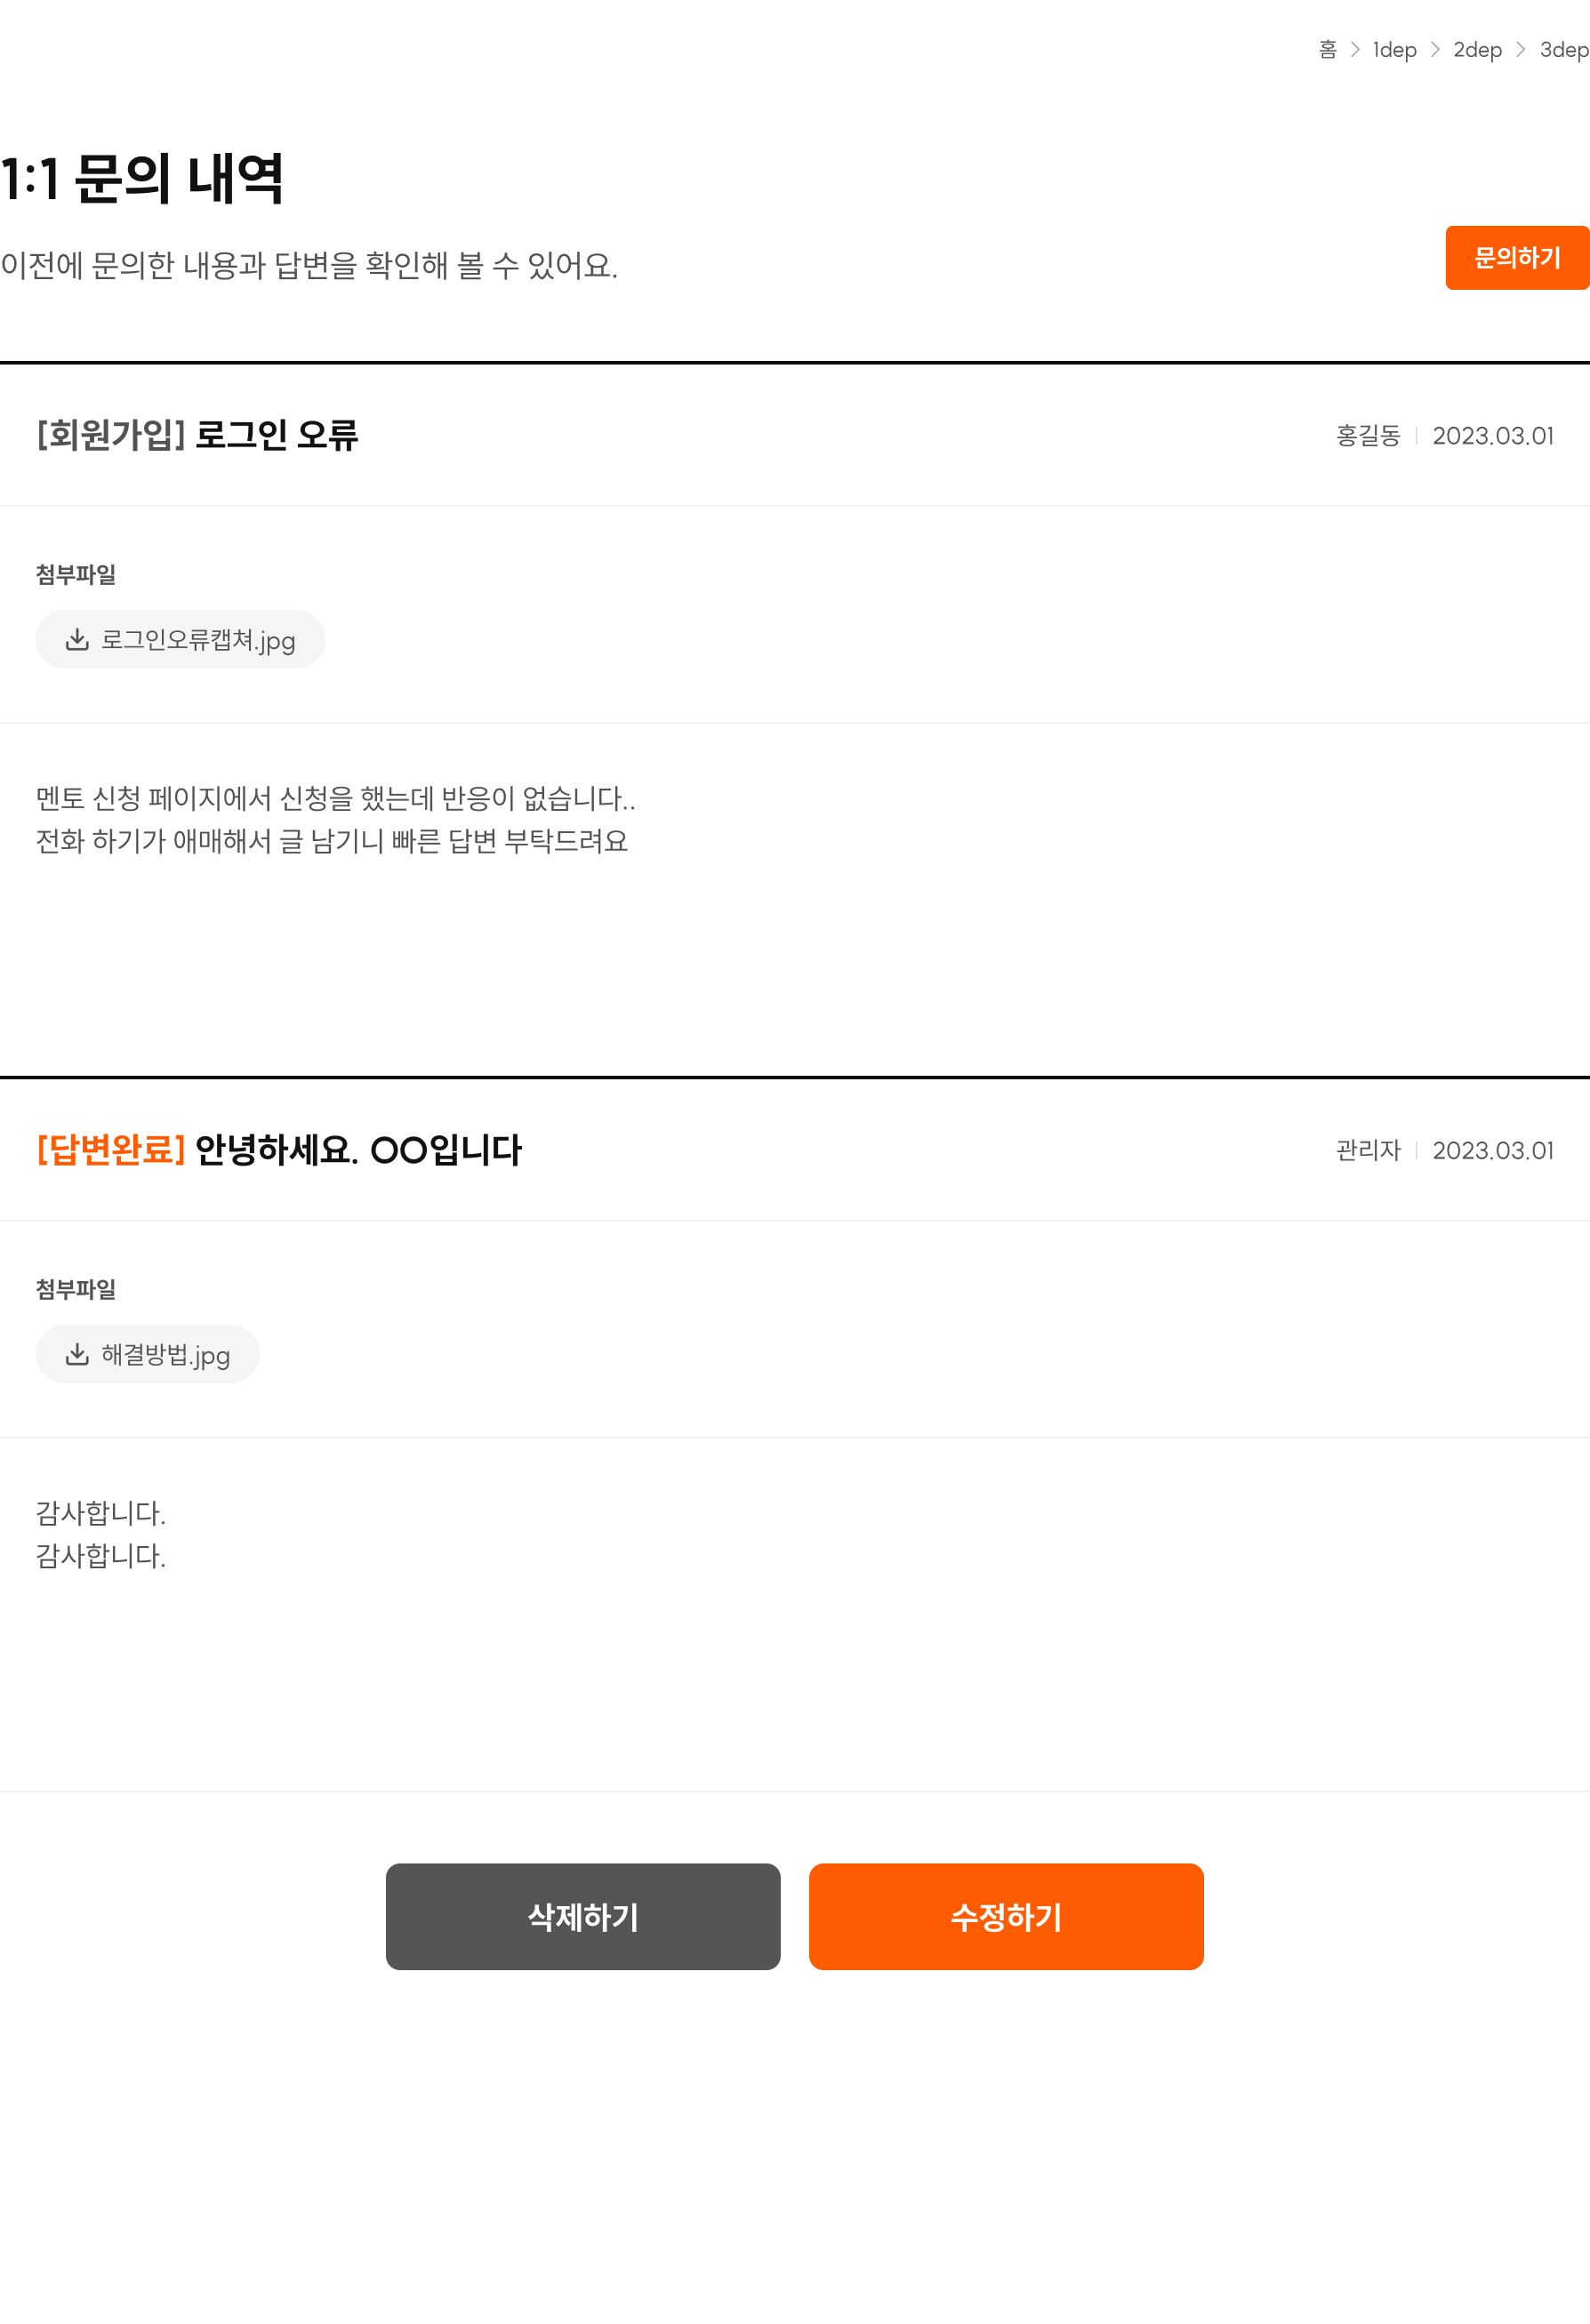 홈 > 1dep > 2dep > 3dep
1:1 문의 내역
이전에 문의한 내용과 답변을 확인해 볼 수 있어요.
문의하기
[회원가입] 로그인 오류
홍길동 | 2023.03.01
첨부파일
로그인오류캡쳐.jpg
멘토 신청 페이지에서 신청을 했는데 반응이 없습니다..
전화 하기가 애매해서 글 남기니 빠른 답변 부탁드려요
[답변완료] 안녕하세요. OO입니다
관리자 | 2023.03.01
첨부파일
해결방법.jpg
감사합니다.
감사합니다.
삭제하기
수정하기